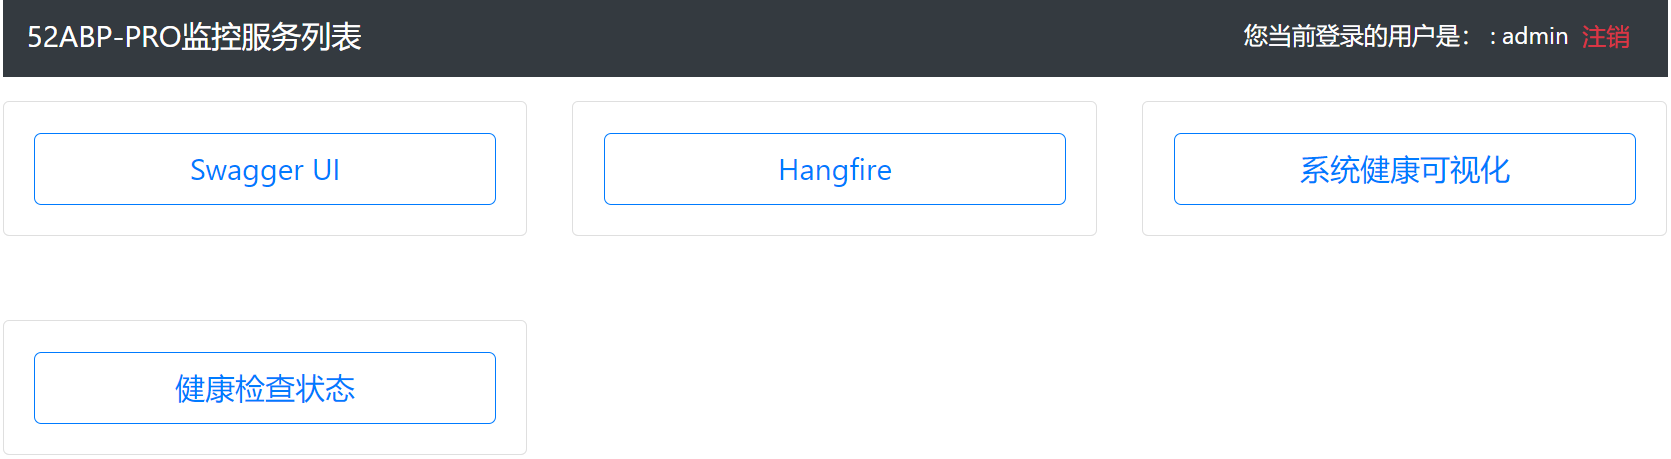 52ABP-PRO监控服务列表
您当前登录的用户是： : admin 注销
Swagger UI
Hangfire
系统健康可视化
健康检查状态